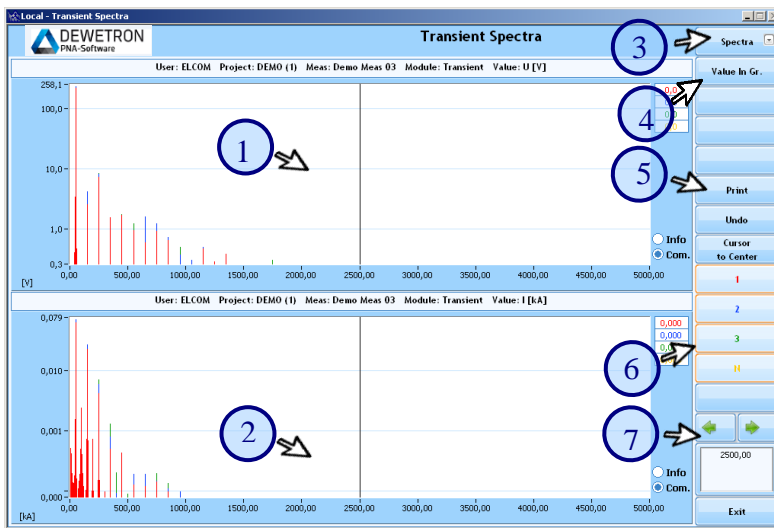 Local - Transient Spectra
DEWETRON
PNA-Software
Transient Spectra
3
Spectra
User: ELCOM Project: DEMO (1) Meas: Demo Meas 03 Module: Transient Value: U [V]
Value In Gr.
258,1
100,0
10,0
1,0
0,3
[V]
0,00
500,00
1000,00
1500,00
2000,00
2500,00
3000,00
3500,00
4000,00
4500,00
5000,00
1
4
0,0
5
Print
Undo
Info
Com.
Cursor
to Center
User: ELCOM Project: DEMO (1) Meas: Demo Meas 03 Module: Transient Value: I [kA]
1
2
3
N
0,079
0,010
0,001
0,000
[kA]
0,00
500,00
1000,00
1500,00
2000,00
2500,00
3000,00
3500,00
4000,00
4500,00
5000,00
0,000
0,000
6
2
7
Info
Com.
2500,00
Exit